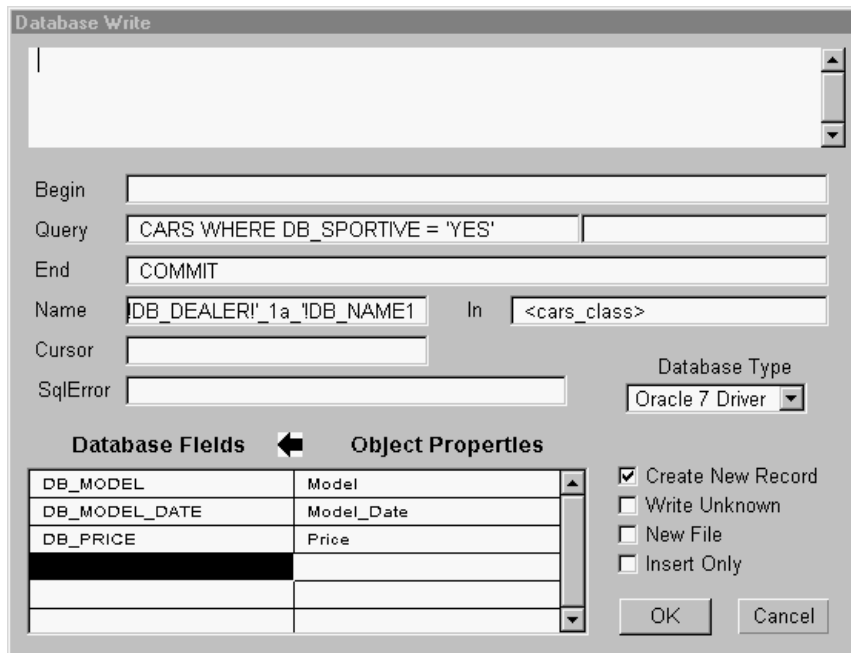 Database Write
Begin
Query CARS WHERE DB_SPORTIVE = 'YES'
End COMMIT
Name !DB_DEALER!'_1a_'!DB_NAME1 In <cars_class>
Cursor
Database Type
SqlError Oracle 7 Driver
Database Fields Object Properties
DB_MODEL Model Create New Record
DB_MODEL_DATE Model_Date Write Unknown
DB_PRICE Price New File
Insert Only
OK Cancel